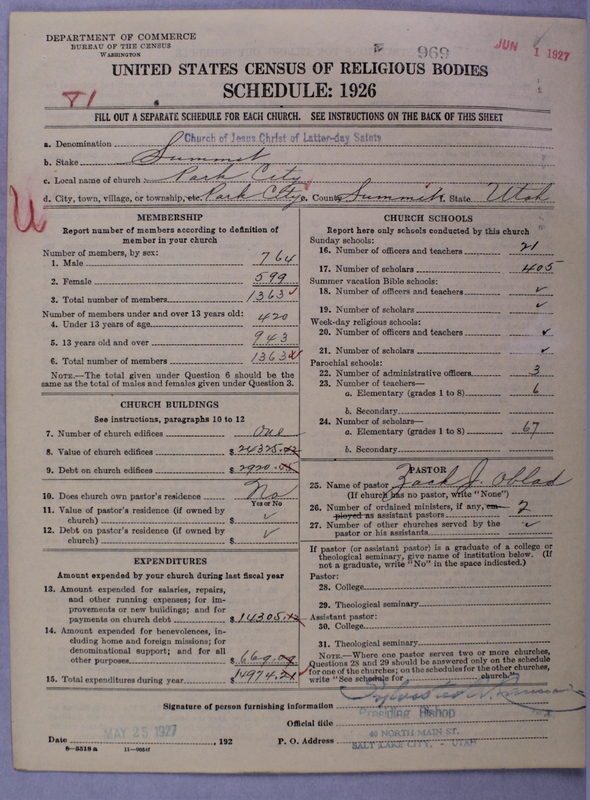 DEPARTMENT OF COMMERCE
BUREAU OF THE CENSUS
WASHINGTON
969
JUN 1 1927
UNITED STATES CENSUS OF RELIGIOUS BODIES
SCHEDULE: 1926
FILL OUT A SEPARATE SCHEDULE FOR EACH CHURCH. SEE INSTRUCTIONS ON THE BACK OF THIS SHEET
a. Denomination Church of Jesus Christ of Latter-day Saints
b. Stake Summit
c. Local name of church Park City
d. City, town, village, or township, etc. Park City e. County Summit f. State Utah
MEMBERSHIP
Report number of members according to definition of
member in your church
Number of members, by sex:
1. Male 764
2. Female 599
3. Total number of members 1363
Number of members under and over 13 years old:
4. Under 13 years of age 420
5. 13 years old and over 943
6. Total number of members 1363
NOTE.—The total given under Question 6 should be the
same as the total of males and females given under Question 3.
CHURCH BUILDINGS
See instructions, paragraphs 10 to 12
7. Number of church edifices One
8. Value of church edifices $ 24325
9. Debt on church edifices $ 2920
10. Does church own pastor's residence No
Yes or No
11. Value of pastor's residence (if owned by
church) $ ✓
12. Debt on pastor's residence (if owned by
church) $ ✓
EXPENDITURES
Amount expended by your church during last fiscal year
13. Amount expended for salaries, repairs,
and other running expenses; for im-
provements or new buildings; and for
payments on church debt $ 14305
14. Amount expended for benevolences, in-
cluding home and foreign missions; for
denominational support; and for all
other purposes $ 669.09
15. Total expenditures during year $ 14974.21
CHURCH SCHOOLS
Report here only schools conducted by this church
Sunday schools:
16. Number of officers and teachers 21
17. Number of scholars 405
Summer vacation Bible schools:
18. Number of officers and teachers ✓
19. Number of scholars ✓
Week-day religious schools:
20. Number of officers and teachers ✓
21. Number of scholars ✓
Parochial schools:
22. Number of administrative officers 3
23. Number of teachers—
a. Elementary (grades 1 to 8) 6
b. Secondary
24. Number of scholars—
a. Elementary (grades 1 to 8) 67
b. Secondary
PASTOR
25. Name of pastor Zach J. Oblad
(If church has no pastor, write "None")
26. Number of ordained ministers, if any, em-
ployed as assistant pastors 2
27. Number of other churches served by the
pastor or his assistants ✓
If pastor (or assistant pastor) is a graduate of a college or
theological seminary, give name of institution below. (If
not a graduate, write "No" in the space indicated.)
Pastor:
28. College
29. Theological seminary
Assistant pastor:
30. College
31. Theological seminary
NOTE.—Where one pastor serves two or more churches,
Questions 28 and 29 should be answered only on the schedule
for one of the churches; on the schedules for the other churches,
write "See schedule for church."
Signature of person furnishing information Sylvester Q. Cannon
Official title Presiding Bishop
Date MAY 25 1927, 192 P. O. Address 40 NORTH MAIN ST.
SALT LAKE CITY, - UTAH
8-5518a